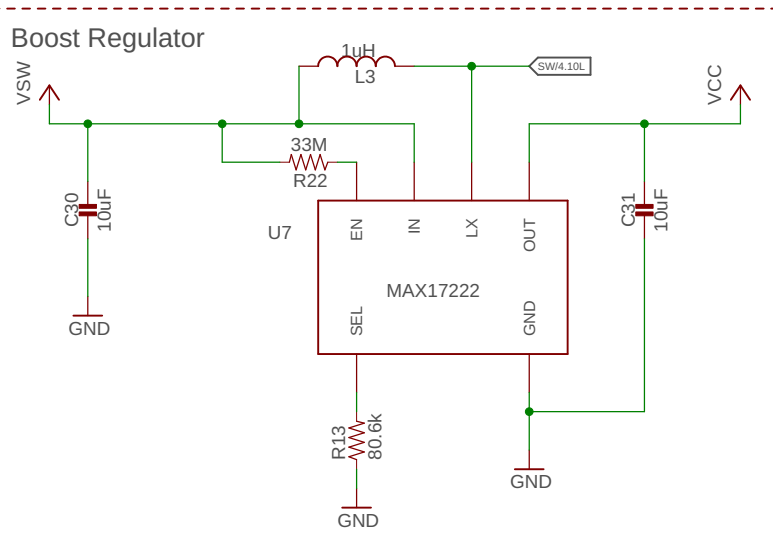 Boost Regulator
VSW
1uH
L3
SW/4.10L
VCC
33M
R22
C30
10uF
C31
10uF
U7
EN
IN
LX
OUT
MAX17222
SEL
GND
GND
R13
80.6k
GND
GND